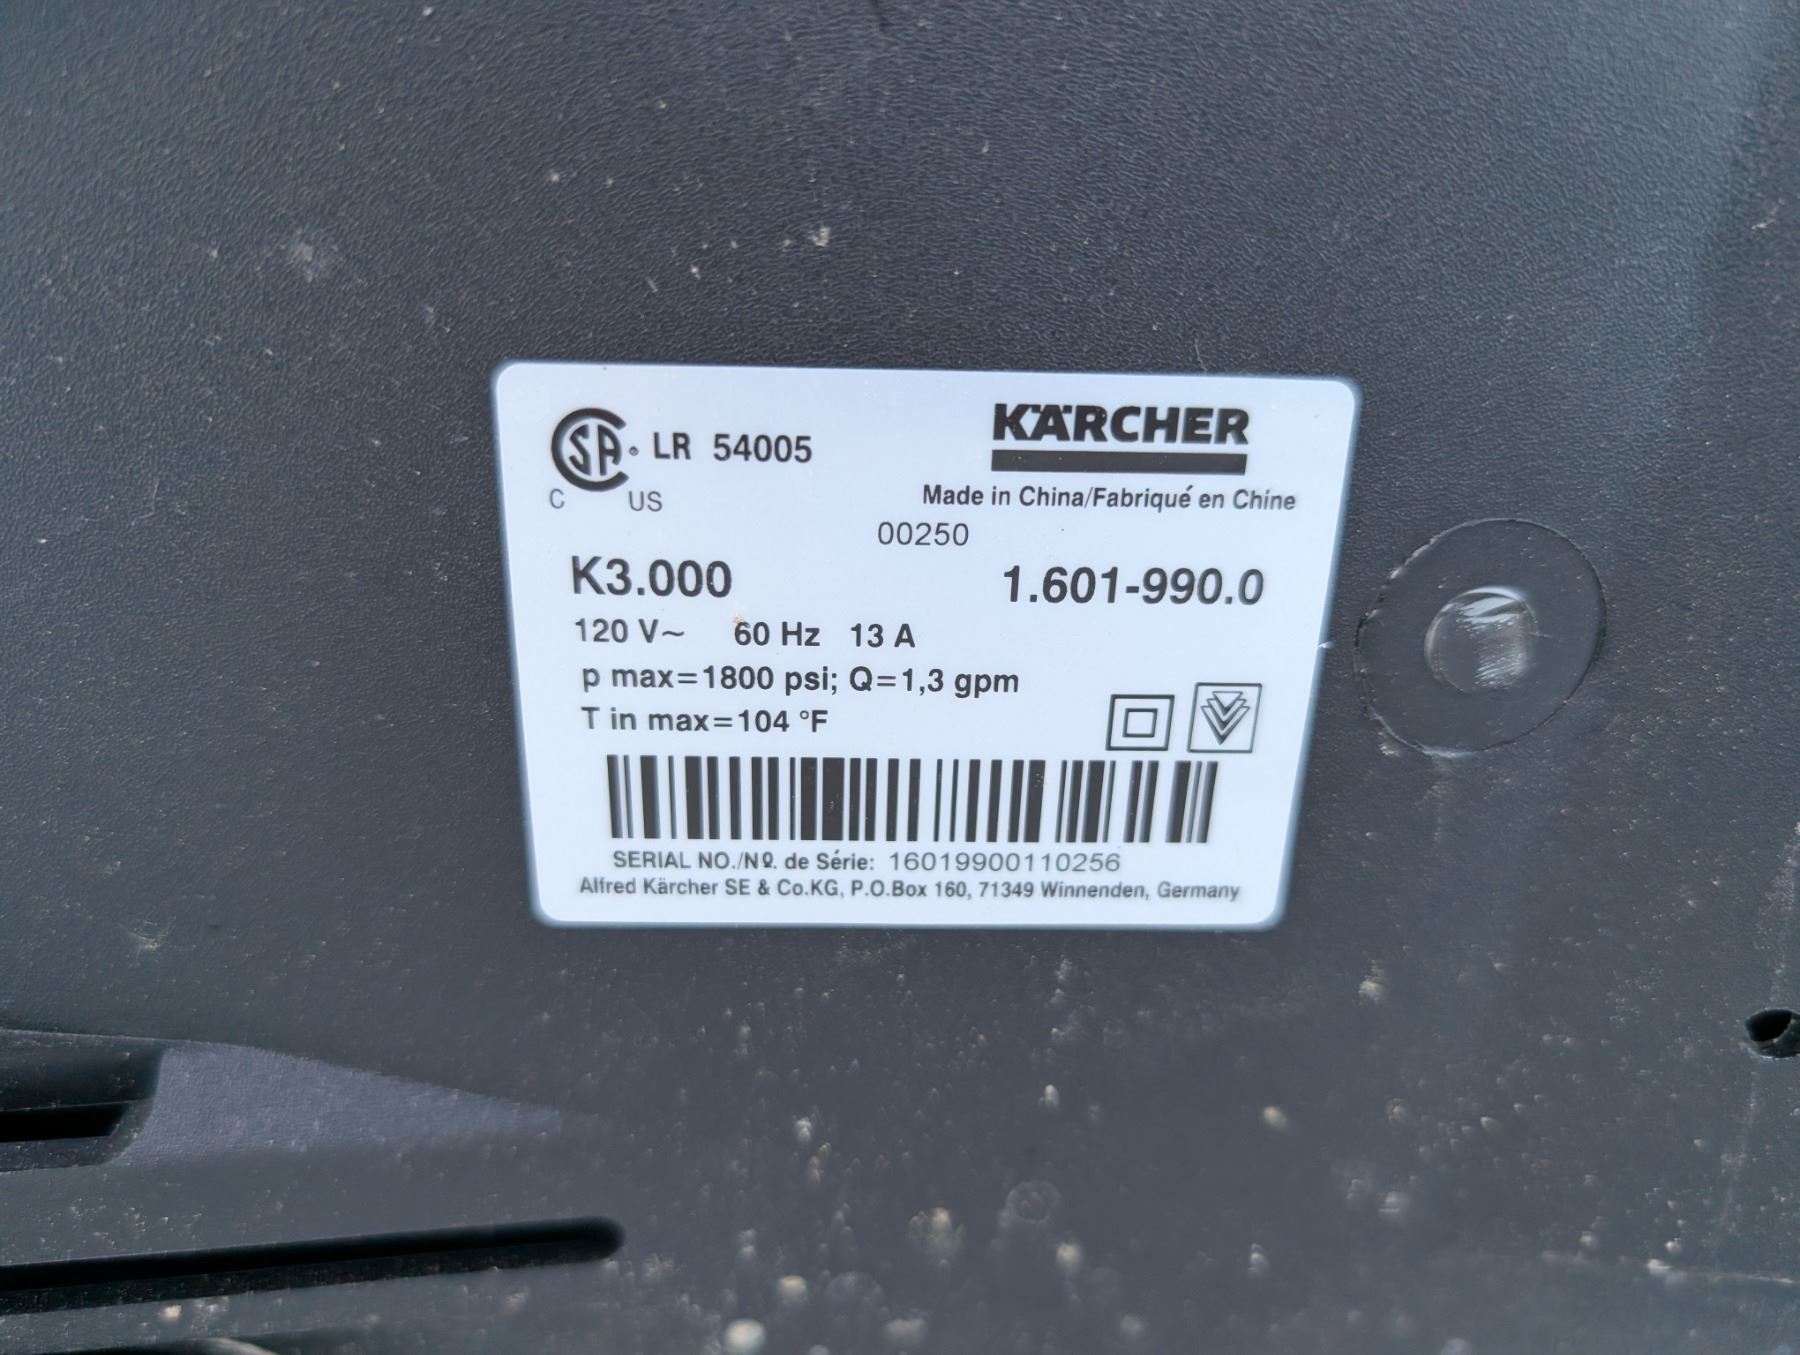 CSA® LR 54005
C US
KÄRCHER
Made in China/Fabriqué en Chine
00250
K3.000 1.601-990.0
120 V~ 60 Hz 13 A
p max=1800 psi; Q=1,3 gpm
T in max=104 °F
SERIAL NO./Nº. de Série: 16019900110256
Alfred Kärcher SE & Co.KG, P.O.Box 160, 71349 Winnenden, Germany